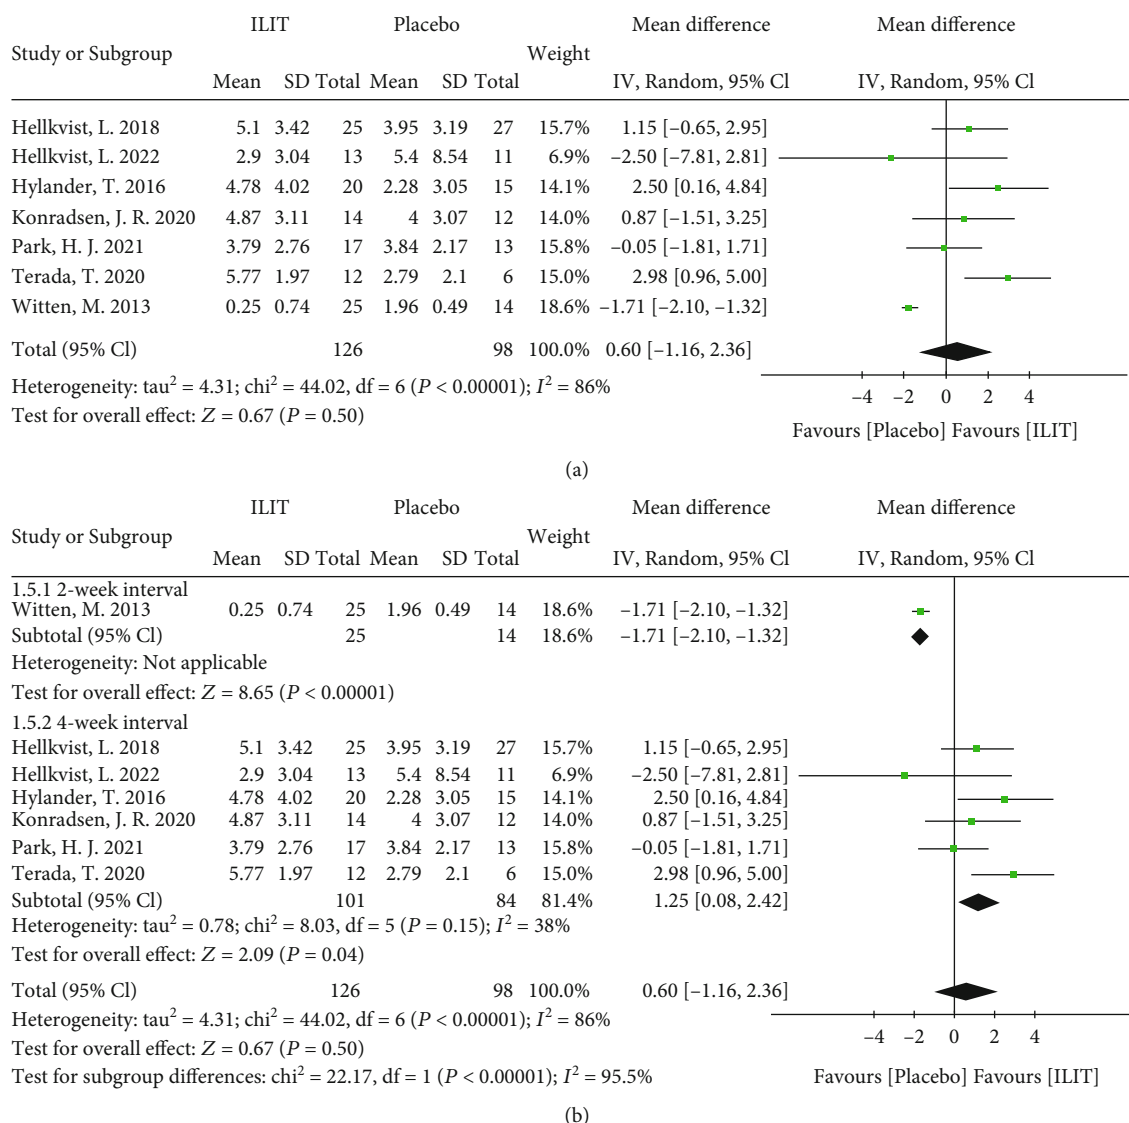 ILIT Placebo Mean difference Mean difference
Study or Subgroup Weight
Mean SD Total Mean SD Total IV, Random, 95% Cl IV, Random, 95% Cl
Hellkvist, L. 2018 5.1 3.42 25 3.95 3.19 27 15.7% 1.15 [−0.65, 2.95]
Hellkvist, L. 2022 2.9 3.04 13 5.4 8.54 11 6.9% −2.50 [−7.81, 2.81]
Hylander, T. 2016 4.78 4.02 20 2.28 3.05 15 14.1% 2.50 [0.16, 4.84]
Konradsen, J. R. 2020 4.87 3.11 14 4 3.07 12 14.0% 0.87 [−1.51, 3.25]
Park, H. J. 2021 3.79 2.76 17 3.84 2.17 13 15.8% −0.05 [−1.81, 1.71]
Terada, T. 2020 5.77 1.97 12 2.79 2.1 6 15.0% 2.98 [0.96, 5.00]
Witten, M. 2013 0.25 0.74 25 1.96 0.49 14 18.6% −1.71 [−2.10, −1.32]
Total (95% Cl) 126 98 100.0% 0.60 [−1.16, 2.36]
Heterogeneity: tau² = 4.31; chi² = 44.02, df = 6 (P < 0.00001); I² = 86%
−4 −2 0 2 4
Test for overall effect: Z = 0.67 (P = 0.50)
Favours [Placebo] Favours [ILIT]
(a)
ILIT Placebo Mean difference Mean difference
Study or Subgroup Weight
Mean SD Total Mean SD Total IV, Random, 95% Cl IV, Random, 95% Cl
1.5.1 2-week interval
Witten, M. 2013 0.25 0.74 25 1.96 0.49 14 18.6% −1.71 [−2.10, −1.32]
Subtotal (95% Cl) 25 14 18.6% −1.71 [−2.10, −1.32]
Heterogeneity: Not applicable
Test for overall effect: Z = 8.65 (P < 0.00001)
1.5.2 4-week interval
Hellkvist, L. 2018 5.1 3.42 25 3.95 3.19 27 15.7% 1.15 [−0.65, 2.95]
Hellkvist, L. 2022 2.9 3.04 13 5.4 8.54 11 6.9% −2.50 [−7.81, 2.81]
Hylander, T. 2016 4.78 4.02 20 2.28 3.05 15 14.1% 2.50 [0.16, 4.84]
Konradsen, J. R. 2020 4.87 3.11 14 4 3.07 12 14.0% 0.87 [−1.51, 3.25]
Park, H. J. 2021 3.79 2.76 17 3.84 2.17 13 15.8% −0.05 [−1.81, 1.71]
Terada, T. 2020 5.77 1.97 12 2.79 2.1 6 15.0% 2.98 [0.96, 5.00]
Subtotal (95% Cl) 101 84 81.4% 1.25 [0.08, 2.42]
Heterogeneity: tau² = 0.78; chi² = 8.03, df = 5 (P = 0.15); I² = 38%
Test for overall effect: Z = 2.09 (P = 0.04)
Total (95% Cl) 126 98 100.0% 0.60 [−1.16, 2.36]
Heterogeneity: tau² = 4.31; chi² = 44.02, df = 6 (P < 0.00001); I² = 86%
−4 −2 0 2 4
Test for overall effect: Z = 0.67 (P = 0.50)
Test for subgroup differences: chi² = 22.17, df = 1 (P < 0.00001); I² = 95.5% Favours [Placebo] Favours [ILIT]
(b)